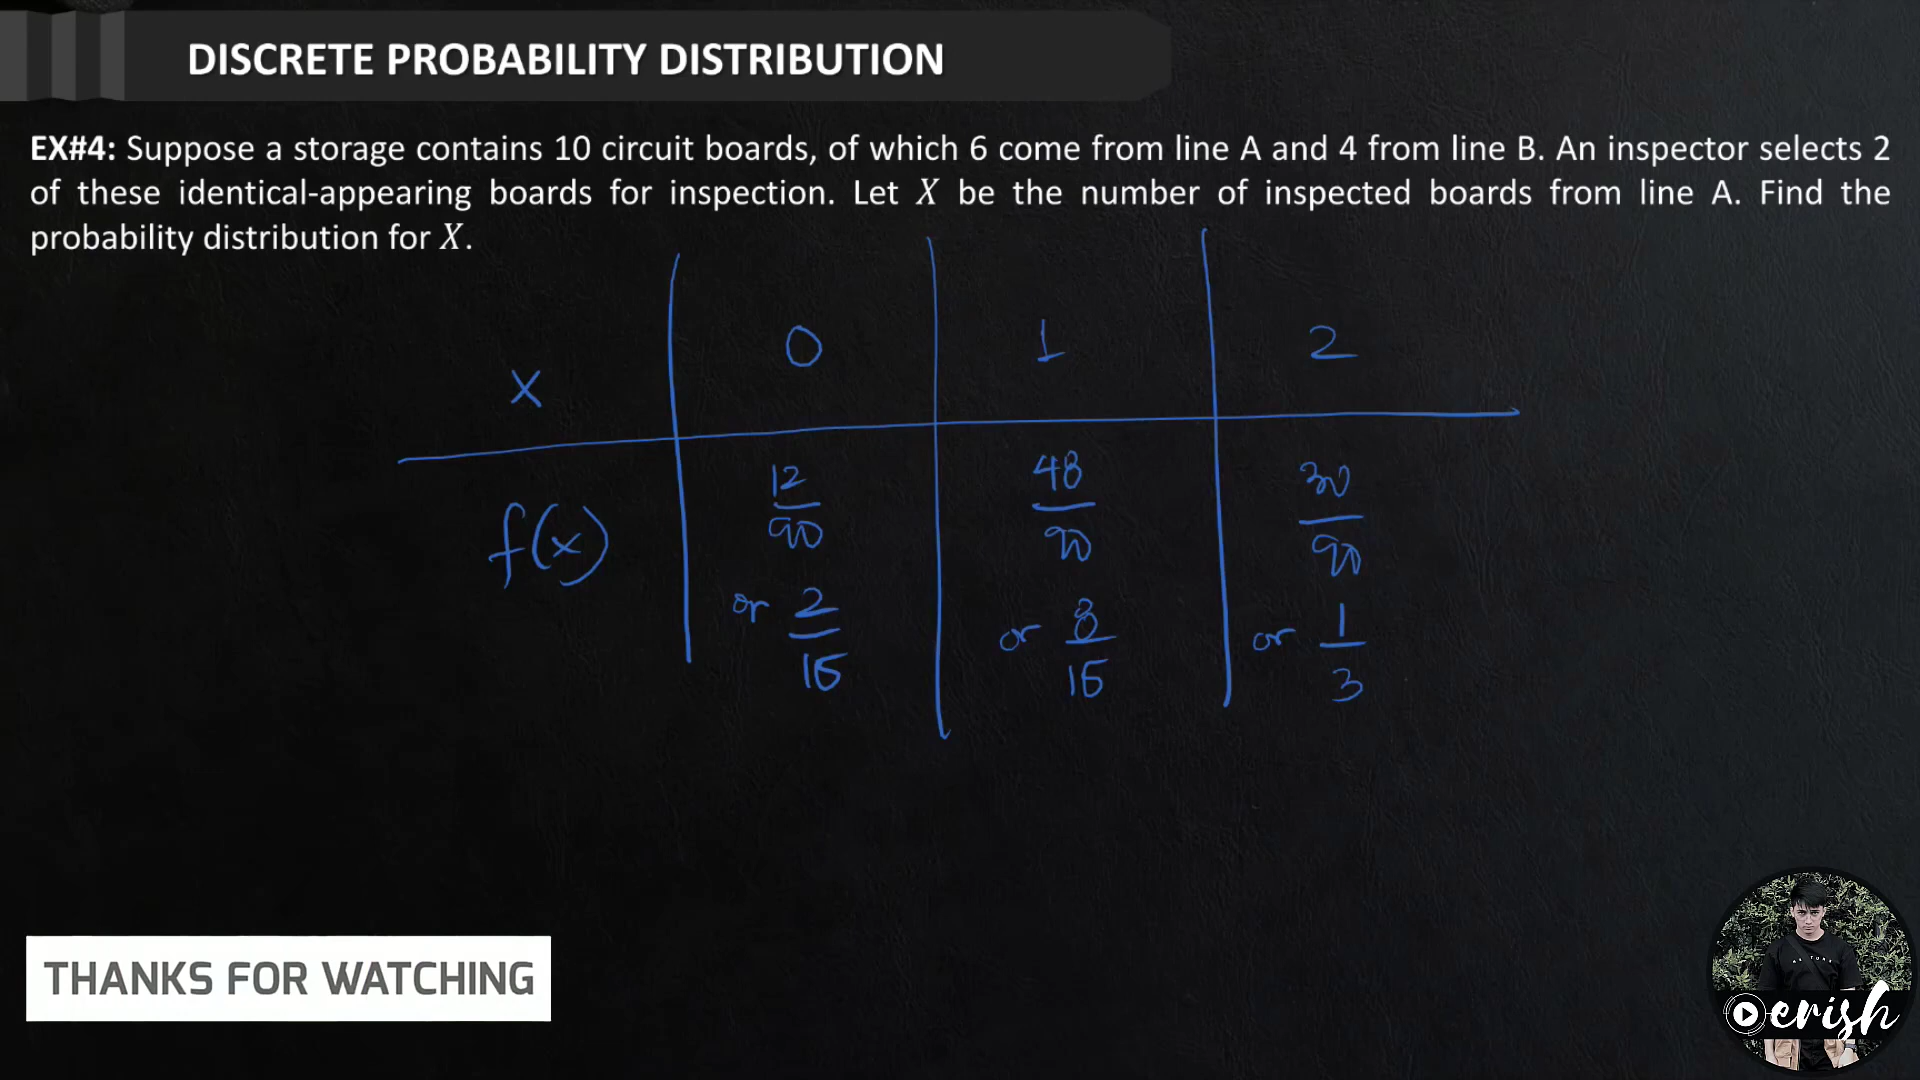 DISCRETE PROBABILITY DISTRIBUTION
EX#4: Suppose a storage contains 10 circuit boards, of which 6 come from line A and 4 from line B. An inspector selects 2
of these identical-appearing boards for inspection. Let X be the number of inspected boards from line A. Find the
probability distribution for X.
X 0 1 2
f(x) 12/90 48/90 30/90
or 2/15 or 8/15 or 1/3
THANKS FOR WATCHING
erish